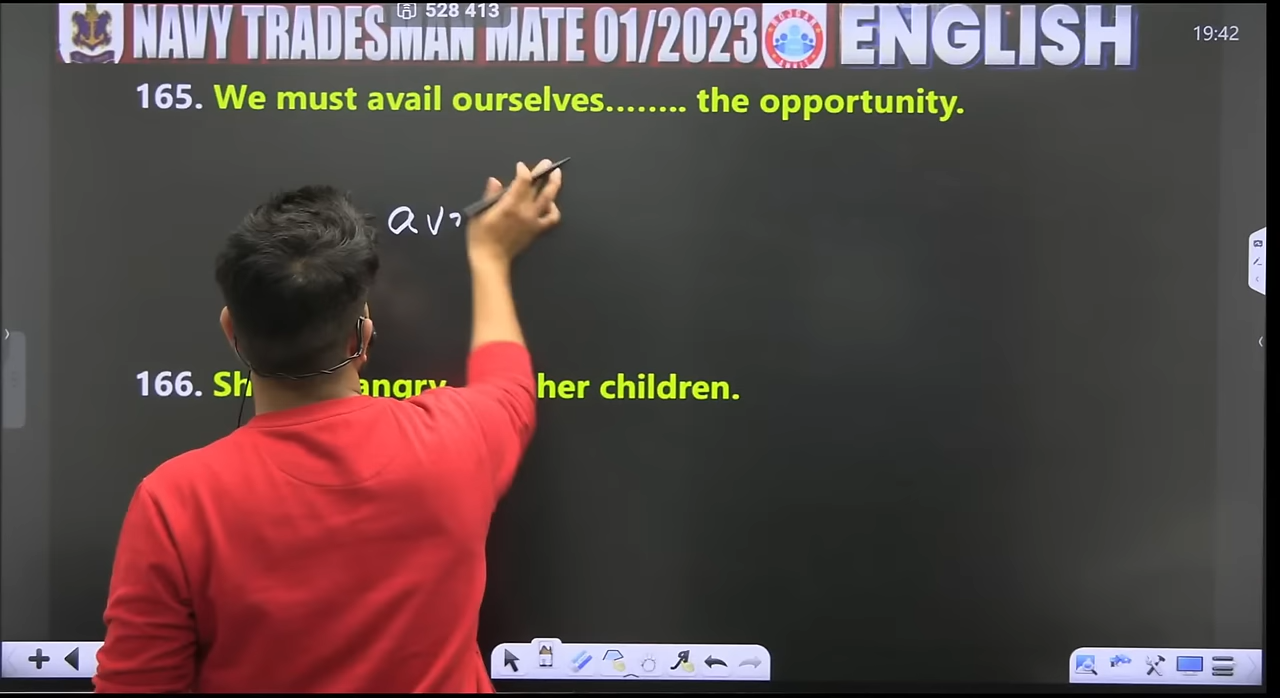 528 413
NAVY TRADESMAN MATE 01/2023 ENGLISH
19:42
165. We must avail ourselves........ the opportunity.
166. angry her children.